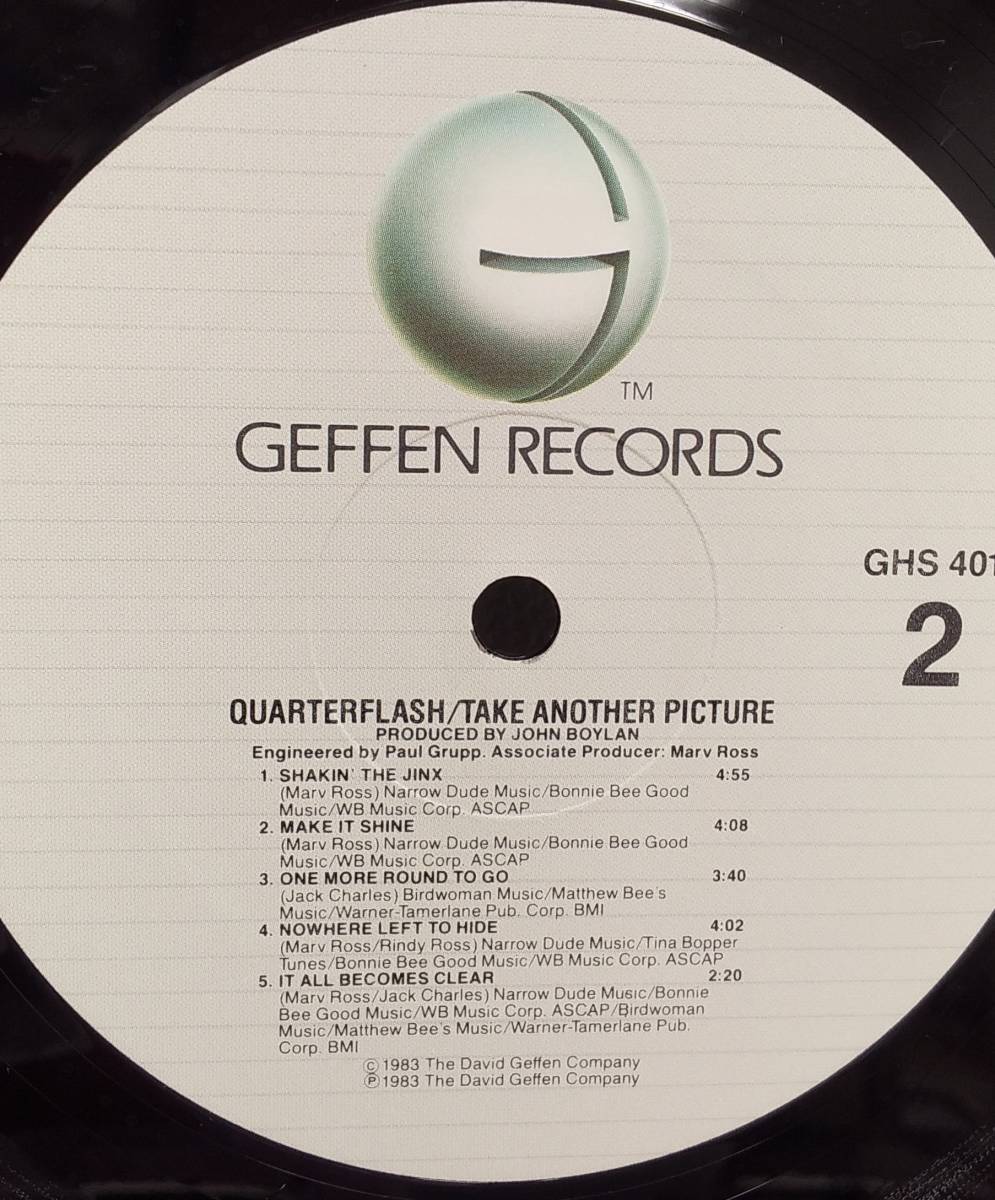 TM
GEFFEN RECORDS
GHS 401
2
QUARTERFLASH/TAKE ANOTHER PICTURE
PRODUCED BY JOHN BOYLAN
Engineered by Paul Grupp. Associate Producer: Marv Ross
1. SHAKIN' THE JINX 4:55
(Marv Ross) Narrow Dude Music/Bonnie Bee Good
Music/WB Music Corp. ASCAP
2. MAKE IT SHINE 4:08
(Marv Ross) Narrow Dude Music/Bonnie Bee Good
Music/WB Music Corp. ASCAP
3. ONE MORE ROUND TO GO 3:40
(Jack Charles) Birdwoman Music/Matthew Bee's
Music/Warner-Tamerlane Pub. Corp. BMI
4. NOWHERE LEFT TO HIDE 4:02
(Marv Ross/Rindy Ross) Narrow Dude Music/Tina Bopper
Tunes/Bonnie Bee Good Music/WB Music Corp. ASCAP
5. IT ALL BECOMES CLEAR 2:20
(Marv Ross/Jack Charles) Narrow Dude Music/Bonnie
Bee Good Music/WB Music Corp. ASCAP/Birdwoman
Music/Matthew Bee's Music/Warner-Tamerlane Pub.
Corp. BMI
©1983 The David Geffen Company
℗1983 The David Geffen Company